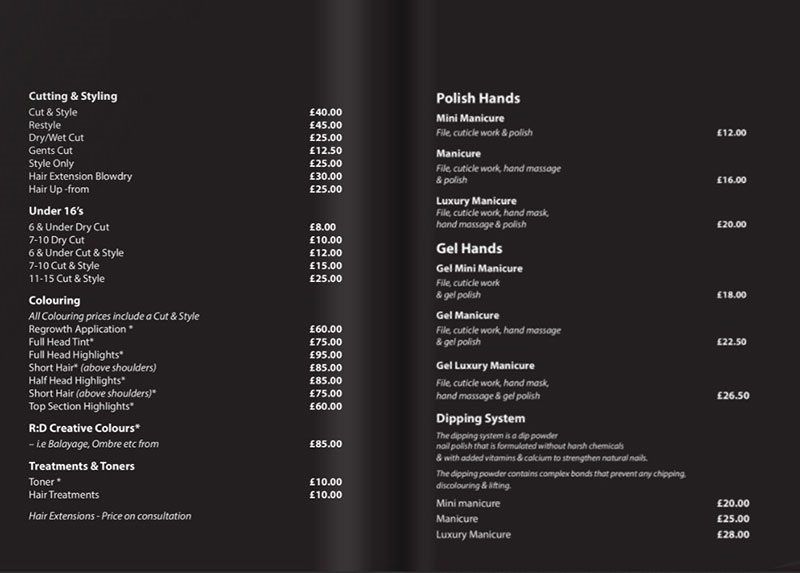 Cutting & Styling
Cut & Style £40.00
Restyle £45.00
Dry/Wet Cut £25.00
Gents Cut £12.50
Style Only £25.00
Hair Extension Blowdry £30.00
Hair Up -from £25.00
Under 16's
6 & Under Dry Cut £8.00
7-10 Dry Cut £10.00
6 & Under Cut & Style £12.00
7-10 Cut & Style £15.00
11-15 Cut & Style £25.00
Colouring
All Colouring prices include a Cut & Style
Regrowth Application * £60.00
Full Head Tint* £75.00
Full Head Highlights* £95.00
Short Hair* (above shoulders) £85.00
Half Head Highlights* £85.00
Short Hair (above shoulders)* £75.00
Top Section Highlights* £60.00
R:D Creative Colours*
– i.e Balayage, Ombre etc from £85.00
Treatments & Toners
Toner * £10.00
Hair Treatments £10.00
Hair Extensions - Price on consultation
Polish Hands
Mini Manicure
File, cuticle work & polish £12.00
Manicure
File, cuticle work, hand massage
& polish £16.00
Luxury Manicure
File, cuticle work, hand mask,
hand massage & polish £20.00
Gel Hands
Gel Mini Manicure
File, cuticle work
& gel polish £18.00
Gel Manicure
File, cuticle work, hand massage
& gel polish £22.50
Gel Luxury Manicure
File, cuticle work, hand mask,
hand massage & gel polish £26.50
Dipping System
The dipping system is a dip powder
nail polish that is formulated without harsh chemicals
& with added vitamins & calcium to strengthen natural nails.
The dipping powder contains complex bonds that prevent any chipping,
discolouring & lifting.
Mini manicure £20.00
Manicure £25.00
Luxury Manicure £28.00